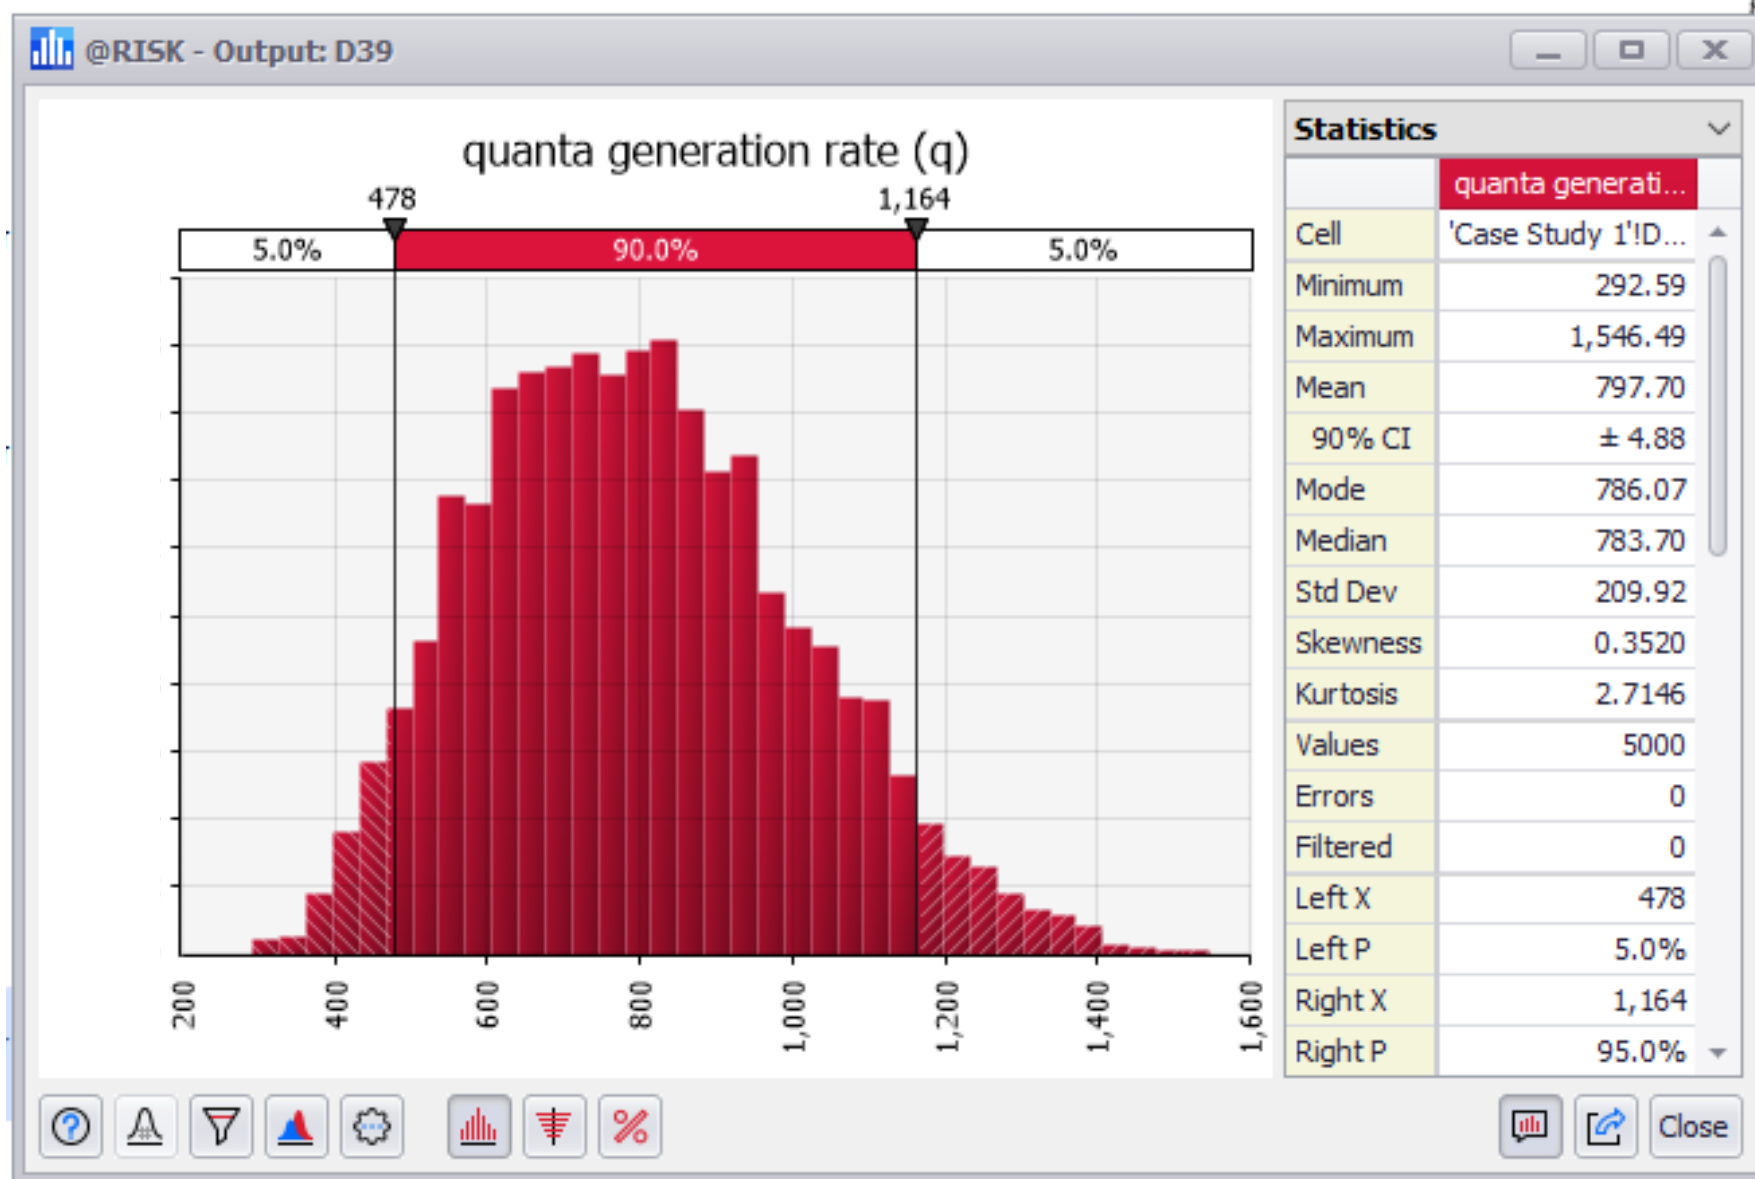 @RISK - Output: D39
quanta generation rate (q)
478 1,164
5.0% 90.0% 5.0%
200 400 600 800 1,000 1,200 1,400 1,600
Statistics
quanta generati...
Cell 'Case Study 1'!D...
Minimum 292.59
Maximum 1,546.49
Mean 797.70
90% CI ± 4.88
Mode 786.07
Median 783.70
Std Dev 209.92
Skewness 0.3520
Kurtosis 2.7146
Values 5000
Errors 0
Filtered 0
Left X 478
Left P 5.0%
Right X 1,164
Right P 95.0%
Close